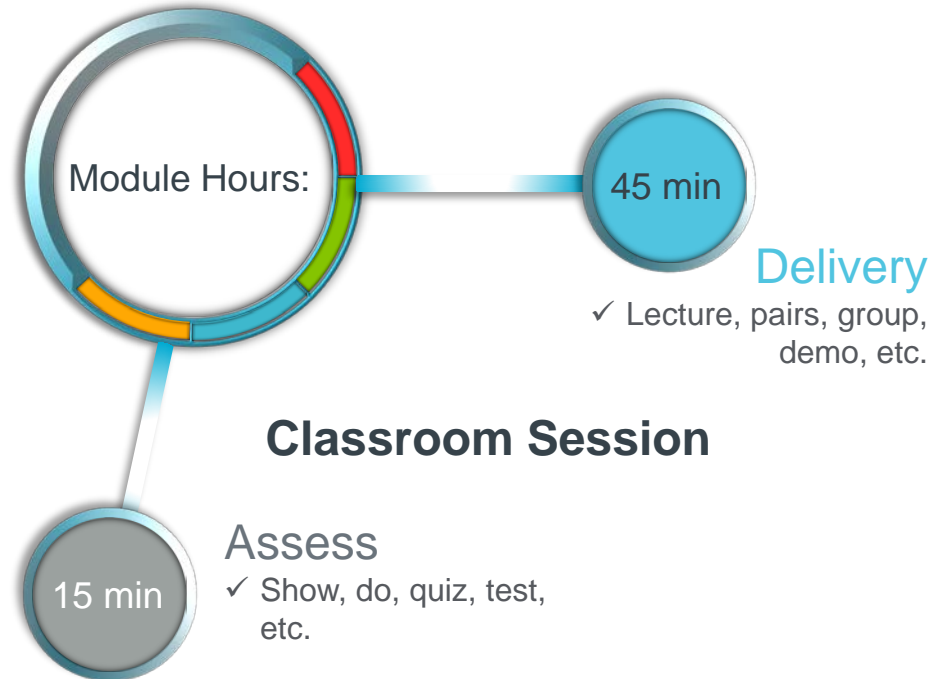 Module Hours:
45 min
Delivery
✓ Lecture, pairs, group,
demo, etc.
Classroom Session
Assess
15 min
✓ Show, do, quiz, test,
etc.